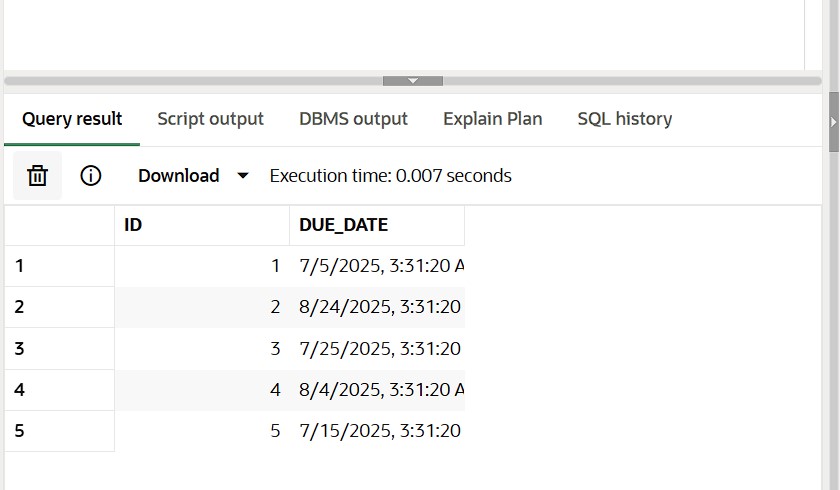 Query result Script output DBMS output Explain Plan SQL history
Download Execution time: 0.007 seconds
ID DUE_DATE
1 1 7/5/2025, 3:31:20 A
2 2 8/24/2025, 3:31:20
3 3 7/25/2025, 3:31:20
4 4 8/4/2025, 3:31:20 A
5 5 7/15/2025, 3:31:20